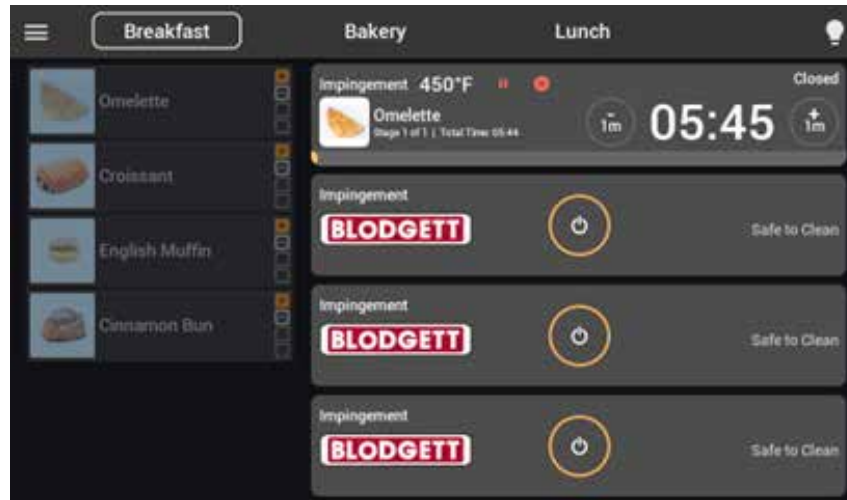 Breakfast
Bakery
Lunch
Omelette
Croissant
English Muffin
Cinnamon Bun
Impingement 450°F
Closed
Omelette
Stage 1 of 1 | Total Time: 05:44
-
1m
05:45
+
1m
Impingement
BLODGETT
Safe to Clean
Impingement
BLODGETT
Safe to Clean
Impingement
BLODGETT
Safe to Clean